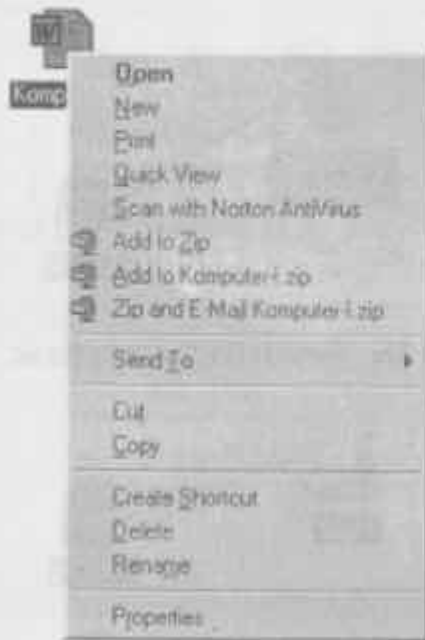 W
Komp
Open
New
Print
Quick View
Scan with Norton AntiVirus
Add to Zip
Add to Komputer-i.zip
Zip and E-Mail Komputer-i.zip
Send To
Cut
Copy
Create Shortcut
Delete
Rename
Properties